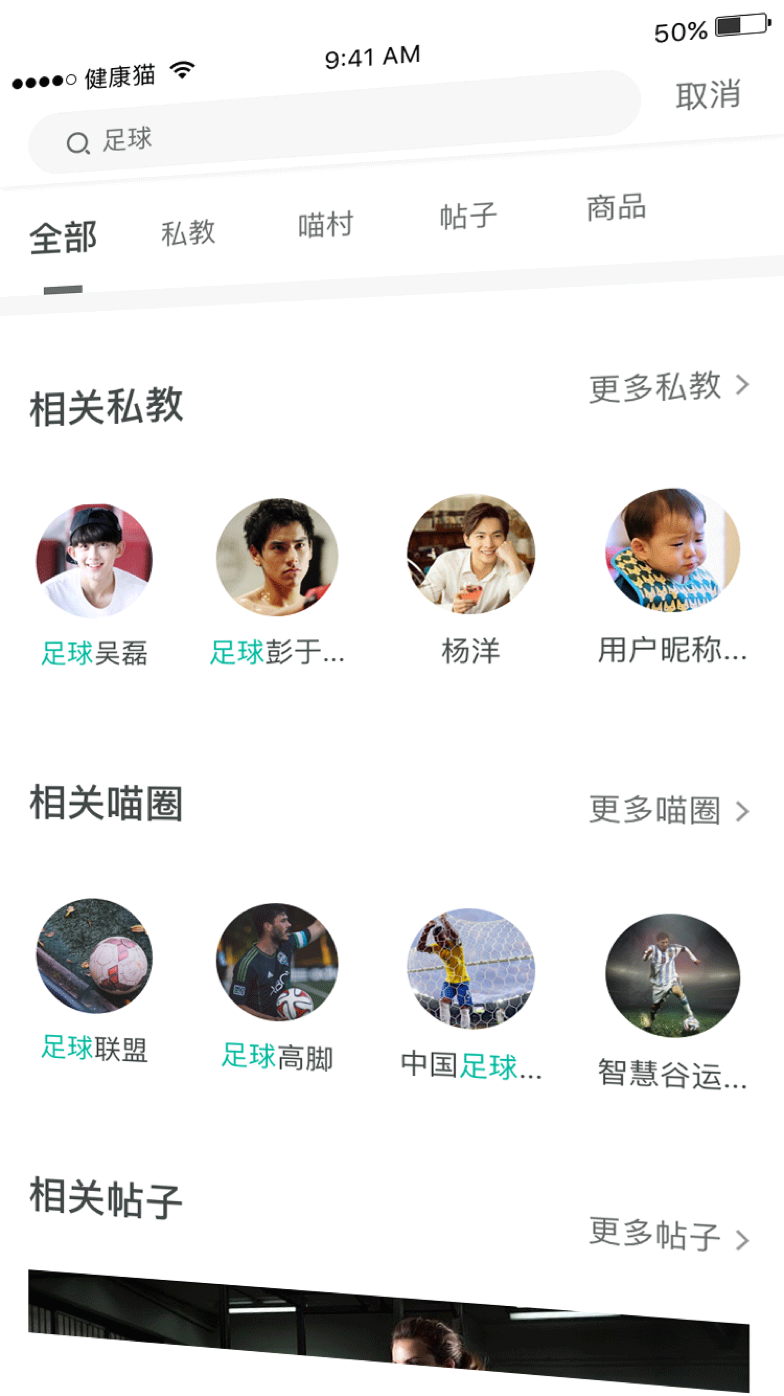 健康猫 9:41 AM 50%
足球 取消
全部 私教 喵村 帖子 商品
相关私教 更多私教
足球吴磊 足球彭于... 杨洋 用户昵称...
相关喵圈 更多喵圈
足球联盟 足球高脚 中国足球... 智慧谷运...
相关帖子 更多帖子